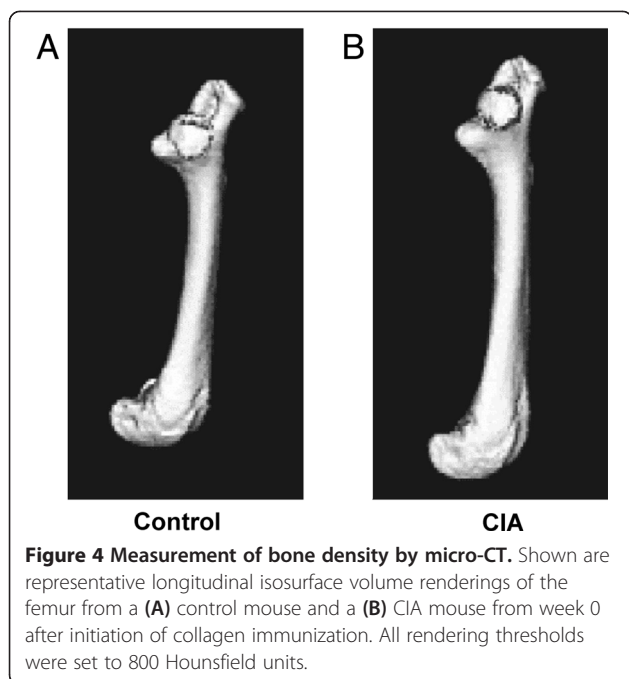 A
B
Control
CIA
Figure 4 Measurement of bone density by micro-CT. Shown are
representative longitudinal isosurface volume renderings of the
femur from a (A) control mouse and a (B) CIA mouse from week 0
after initiation of collagen immunization. All rendering thresholds
were set to 800 Hounsfield units.